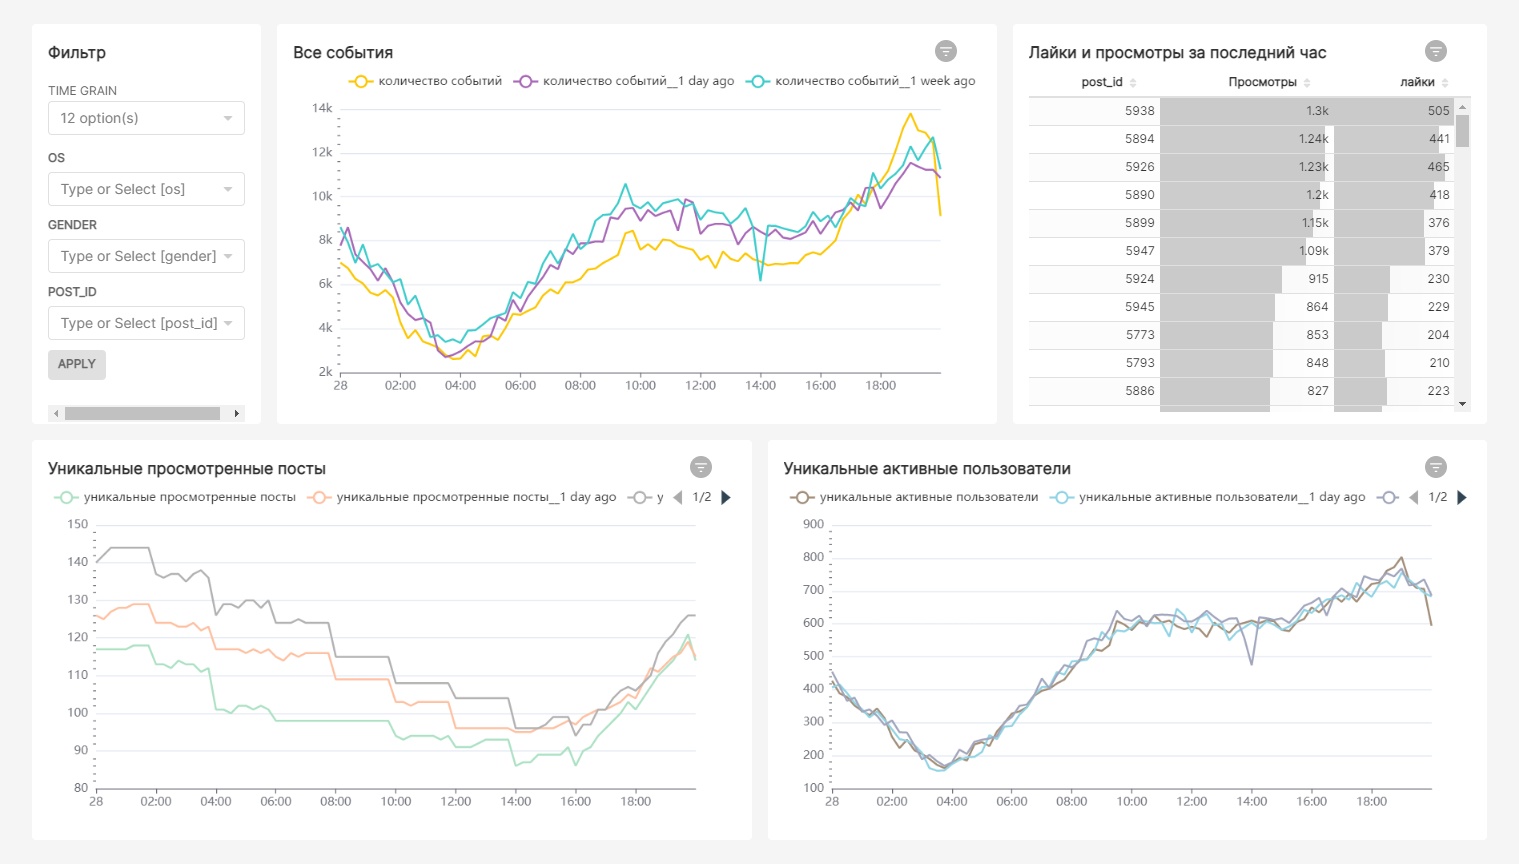 Фильтр
TIME GRAIN
12 option(s)
OS
Type or Select [os]
GENDER
Type or Select [gender]
POST_ID
Type or Select [post_id]
APPLY
Все события
количество событий количество событий__1 day ago количество событий__1 week ago
14k
12k
10k
8k
6k
4k
2k
28 02:00 04:00 06:00 08:00 10:00 12:00 14:00 16:00 18:00
Лайки и просмотры за последний час
post_id Просмотры лайки
5938 1.3k 505
5894 1.24k 441
5926 1.23k 465
5890 1.2k 418
5899 1.15k 376
5947 1.09k 379
5924 915 230
5945 864 229
5773 853 204
5793 848 210
5886 827 223
Уникальные просмотренные посты
уникальные просмотренные посты уникальные просмотренные посты__1 day ago у 1/2
150
140
130
120
110
100
90
80
28 02:00 04:00 06:00 08:00 10:00 12:00 14:00 16:00 18:00
Уникальные активные пользователи
уникальные активные пользователи уникальные активные пользователи__1 day ago 1/2
900
800
700
600
500
400
300
200
100
28 02:00 04:00 06:00 08:00 10:00 12:00 14:00 16:00 18:00